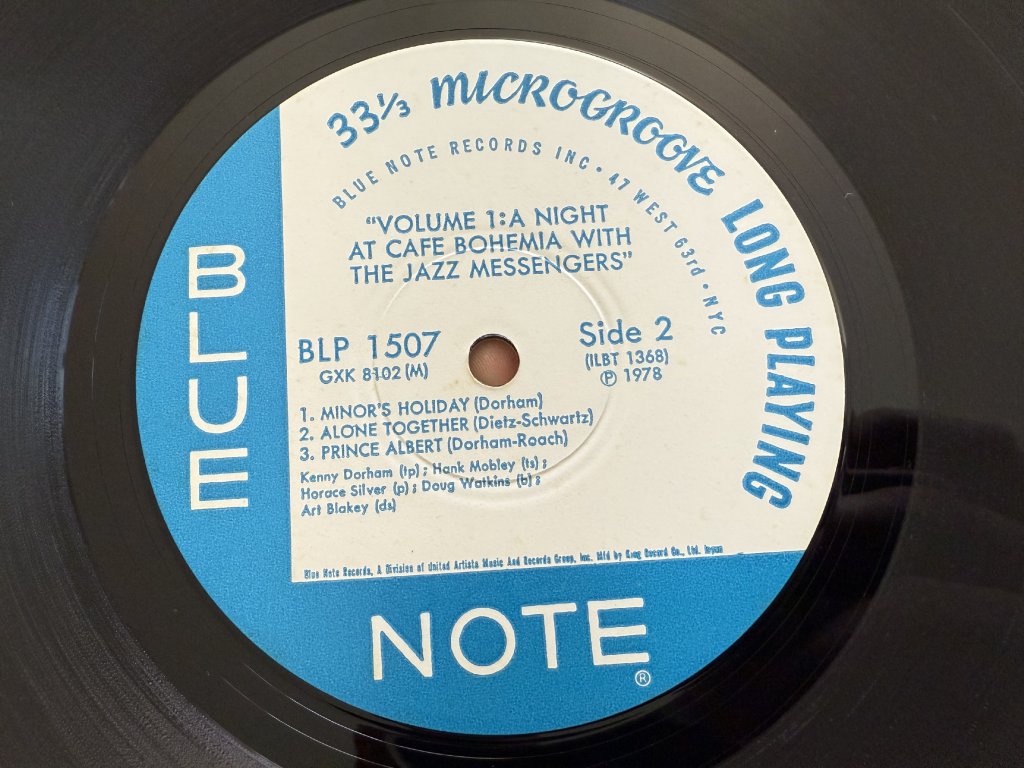 33⅓ MICROGROOVE LONG PLAYING
BLUE NOTE RECORDS INC • 47 WEST 63rd • NYC
"VOLUME 1: A NIGHT
AT CAFE BOHEMIA WITH
THE JAZZ MESSENGERS"
BLP 1507
GXK 8102 (M)
Side 2
(1LBT 1368)
℗ 1978
1. MINOR'S HOLIDAY (Dorham)
2. ALONE TOGETHER (Dietz-Schwartz)
3. PRINCE ALBERT (Dorham-Roach)
Kenny Dorham (tp) ; Hank Mobley (ts) ;
Horace Silver (p) ; Doug Watkins (b) ;
Art Blakey (ds)
Blue Note Records, A Division of United Artists Music And Records Group, Inc. Mfd by King Record Co., Ltd. Japan
BLUE
NOTE
®